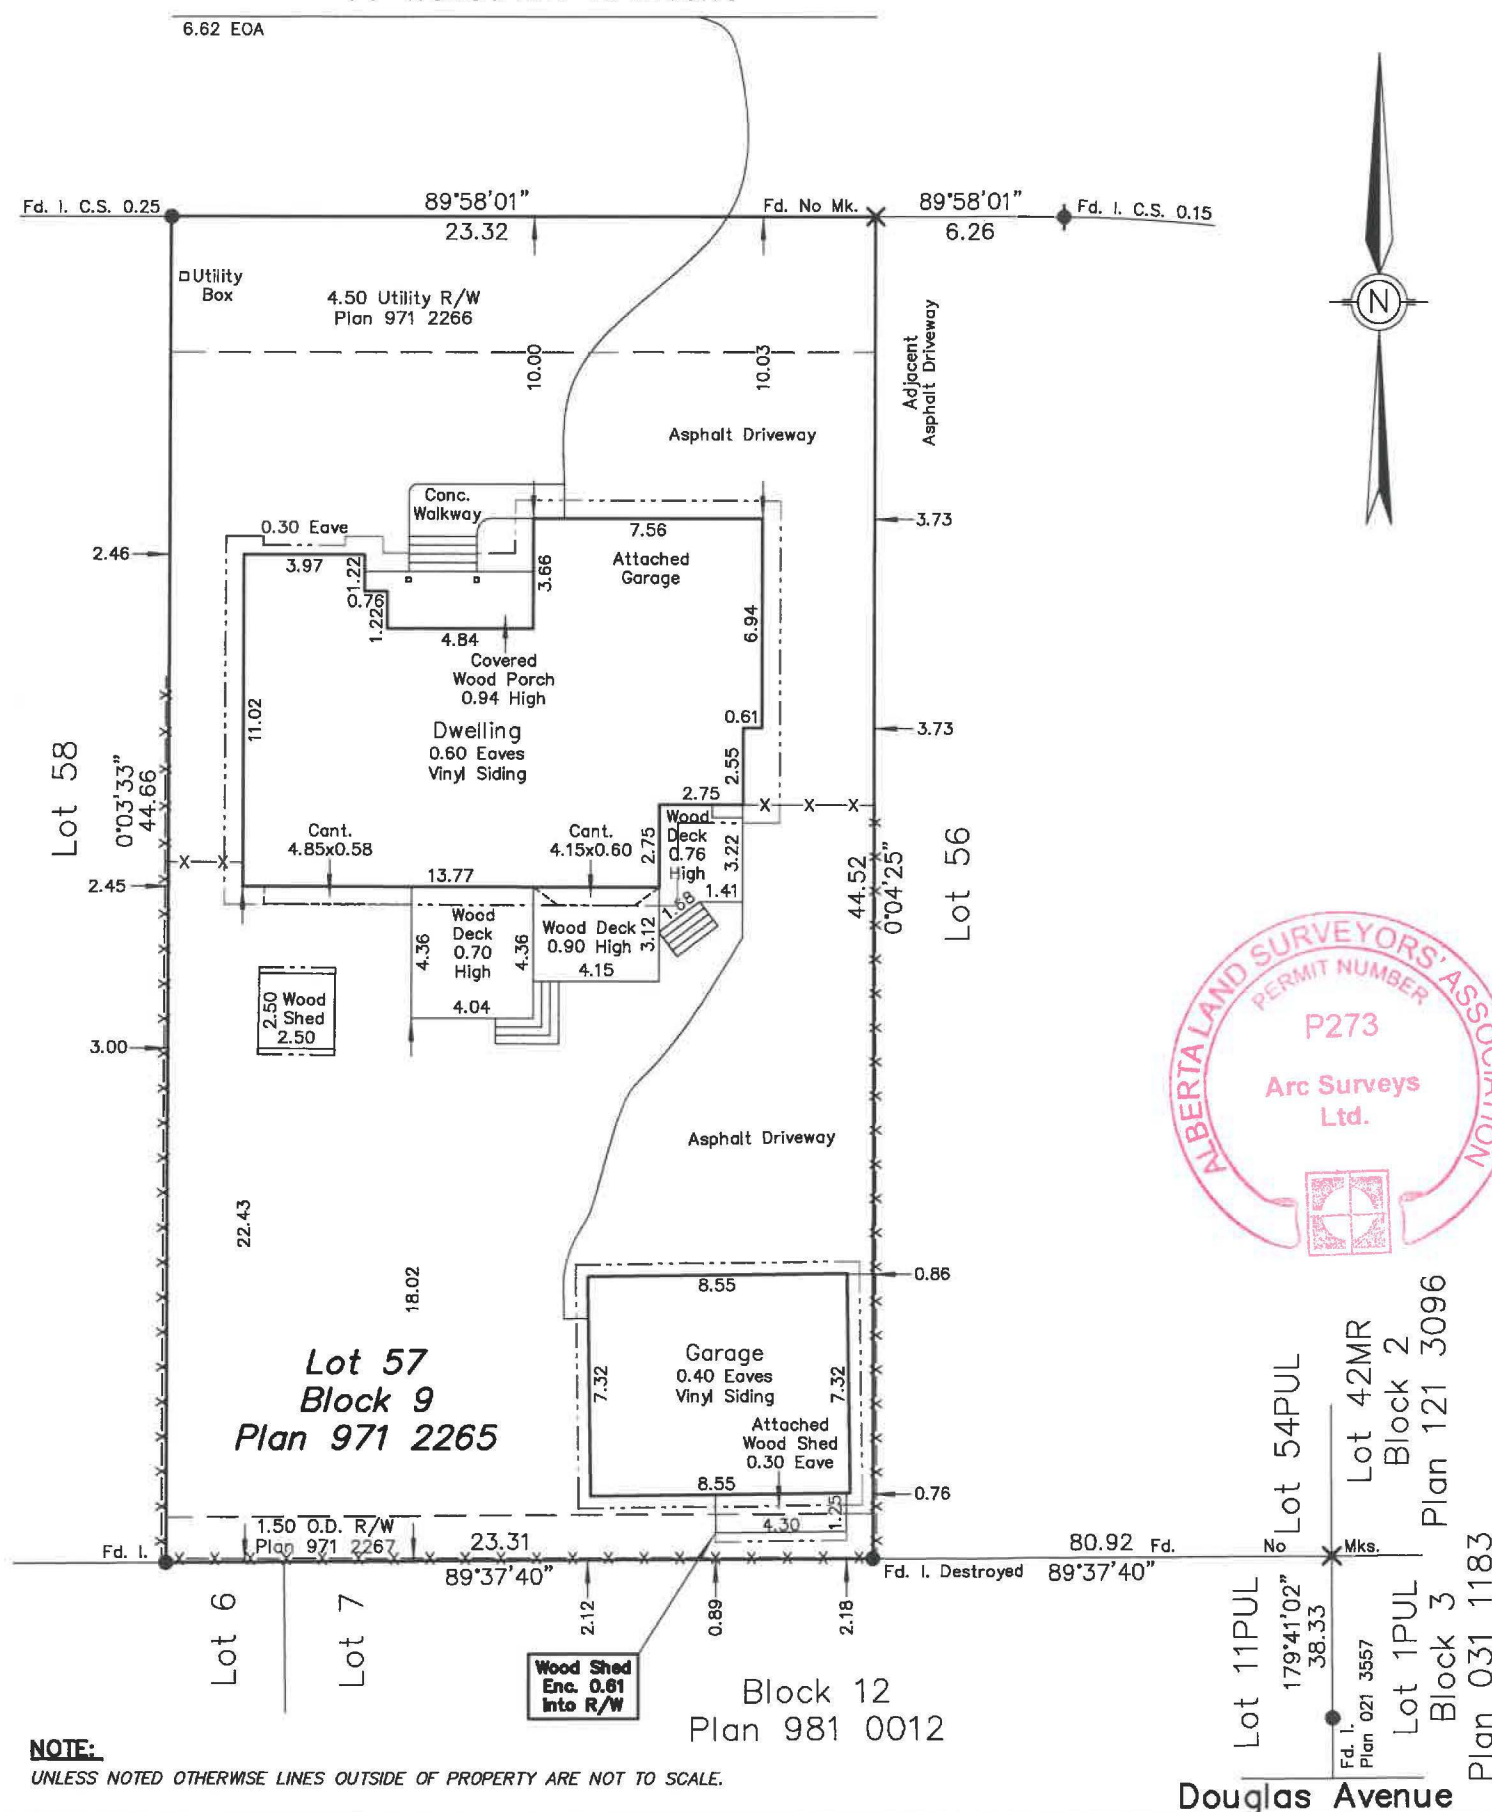 6.62 EOA
Fd. I. C.S. 0.25
89°58'01"
23.32
Fd. No Mk.
89°58'01"
6.26
Fd. I. C.S. 0.15
Utility
Box
4.50 Utility R/W
Plan 971 2266
10.00
10.03
Adjacent
Asphalt Driveway
N
Asphalt Driveway
Conc.
Walkway
0.30 Eave
2.46
3.97
1.22
0.76
1.22
4.84
3.66
7.56
Attached
Garage
3.73
6.94
Covered
Wood Porch
0.94 High
11.02
Dwelling
0.60 Eaves
Vinyl Siding
0.61
3.73
2.55
2.75
Lot 58
0°03'33"
44.66
Cant.
4.85x0.58
Cant.
4.15x0.60
2.75
Wood
Deck
0.76
High
3.22
1.41
1.68
44.52
0°04'25"
Lot 56
2.45
13.77
Wood
Deck
0.70
High
4.36
4.36
4.04
Wood Deck
0.90 High
3.12
4.15
2.50
Wood
Shed
2.50
3.00
ALBERTA LAND SURVEYORS' ASSOCIATION
PERMIT NUMBER
P273
Arc Surveys
Ltd.
Asphalt Driveway
22.43
18.02
0.86
8.55
Lot 57
Block 9
Plan 971 2265
7.32
Garage
0.40 Eaves
Vinyl Siding
7.32
Attached
Wood Shed
0.30 Eave
8.55
0.76
1.25
4.30
1.50 O.D. R/W
Plan 971 2267
23.31
89°37'40"
Fd. I.
Fd. I. Destroyed
80.92 Fd. No Mks.
89°37'40"
Lot 54PUL
Lot 42MR
Block 2
Plan 121 3096
Lot 6
Lot 7
2.12
0.89
2.18
Wood Shed
Enc. 0.61
Into R/W
Block 12
Plan 981 0012
Lot 11PUL
179°41'02"
38.33
Fd. I.
Plan 021 3557
Lot 1PUL
Block 3
Plan 031 1183
NOTE:
UNLESS NOTED OTHERWISE LINES OUTSIDE OF PROPERTY ARE NOT TO SCALE.
Douglas Avenue